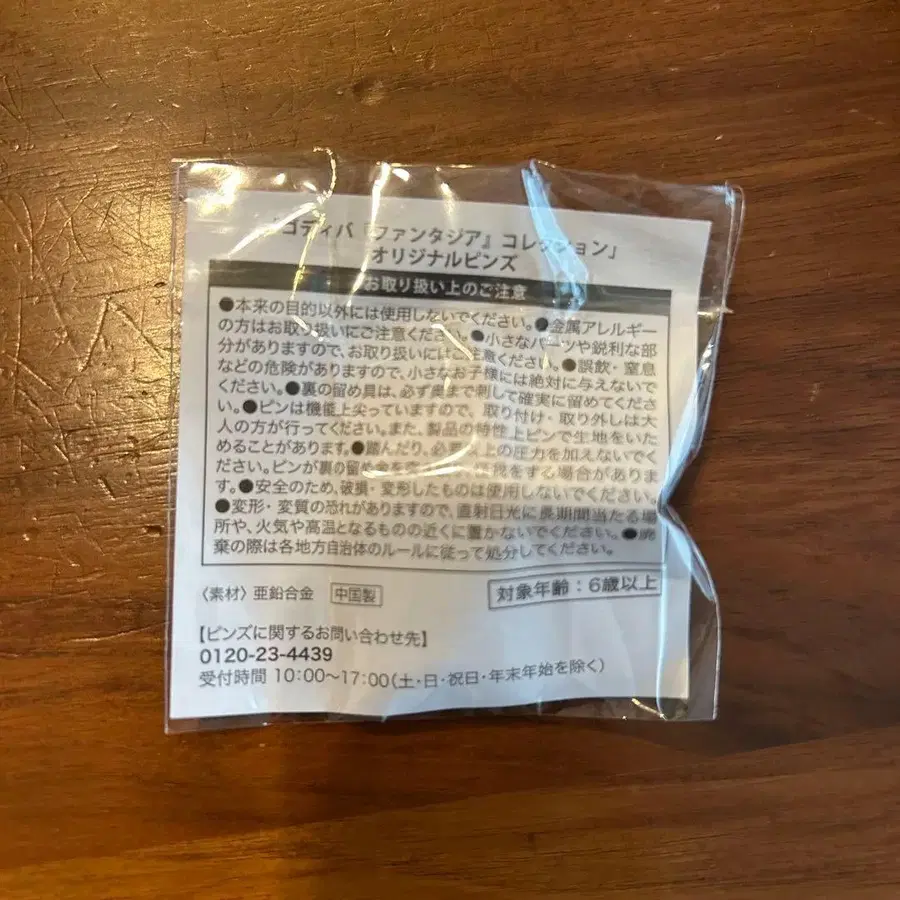 「ゴディバ『ファンタジア』コレクション」
オリジナルピンズ
お取り扱い上のご注意
●本来の目的以外には使用しないでください。●金属アレルギー
の方はお取り扱いにご注意ください。●小さなパーツや鋭利な部
分がありますので、お取り扱いにはご注意ください。●誤飲・窒息
などの危険がありますので、小さなお子様には絶対に与えないで
ください。●裏の留め具は、必ず奥まで刺して確実に留めてくださ
い。●ピンは機能上尖っていますので、取り付け・取り外しは大
人の方が行ってください。また、製品の特性上ピンで生地をいた
めることがあります。●踏んだり、必要以上の圧力を加えないでく
ださい。ピンが裏の留め金を突き をする場合がありま
す。●安全のため、破損・変形したものは使用しないでください。
●変形・変質の恐れがありますので、直射日光に長期間当たる場
所や、火気や高温となるものの近くに置かないでください。●廃
棄の際は各地方自治体のルールに従って処分してください。
〈素材〉亜鉛合金 中国製 対象年齢：6歳以上
【ピンズに関するお問い合わせ先】
0120-23-4439
受付時間 10:00〜17:00（土・日・祝日・年末年始を除く）